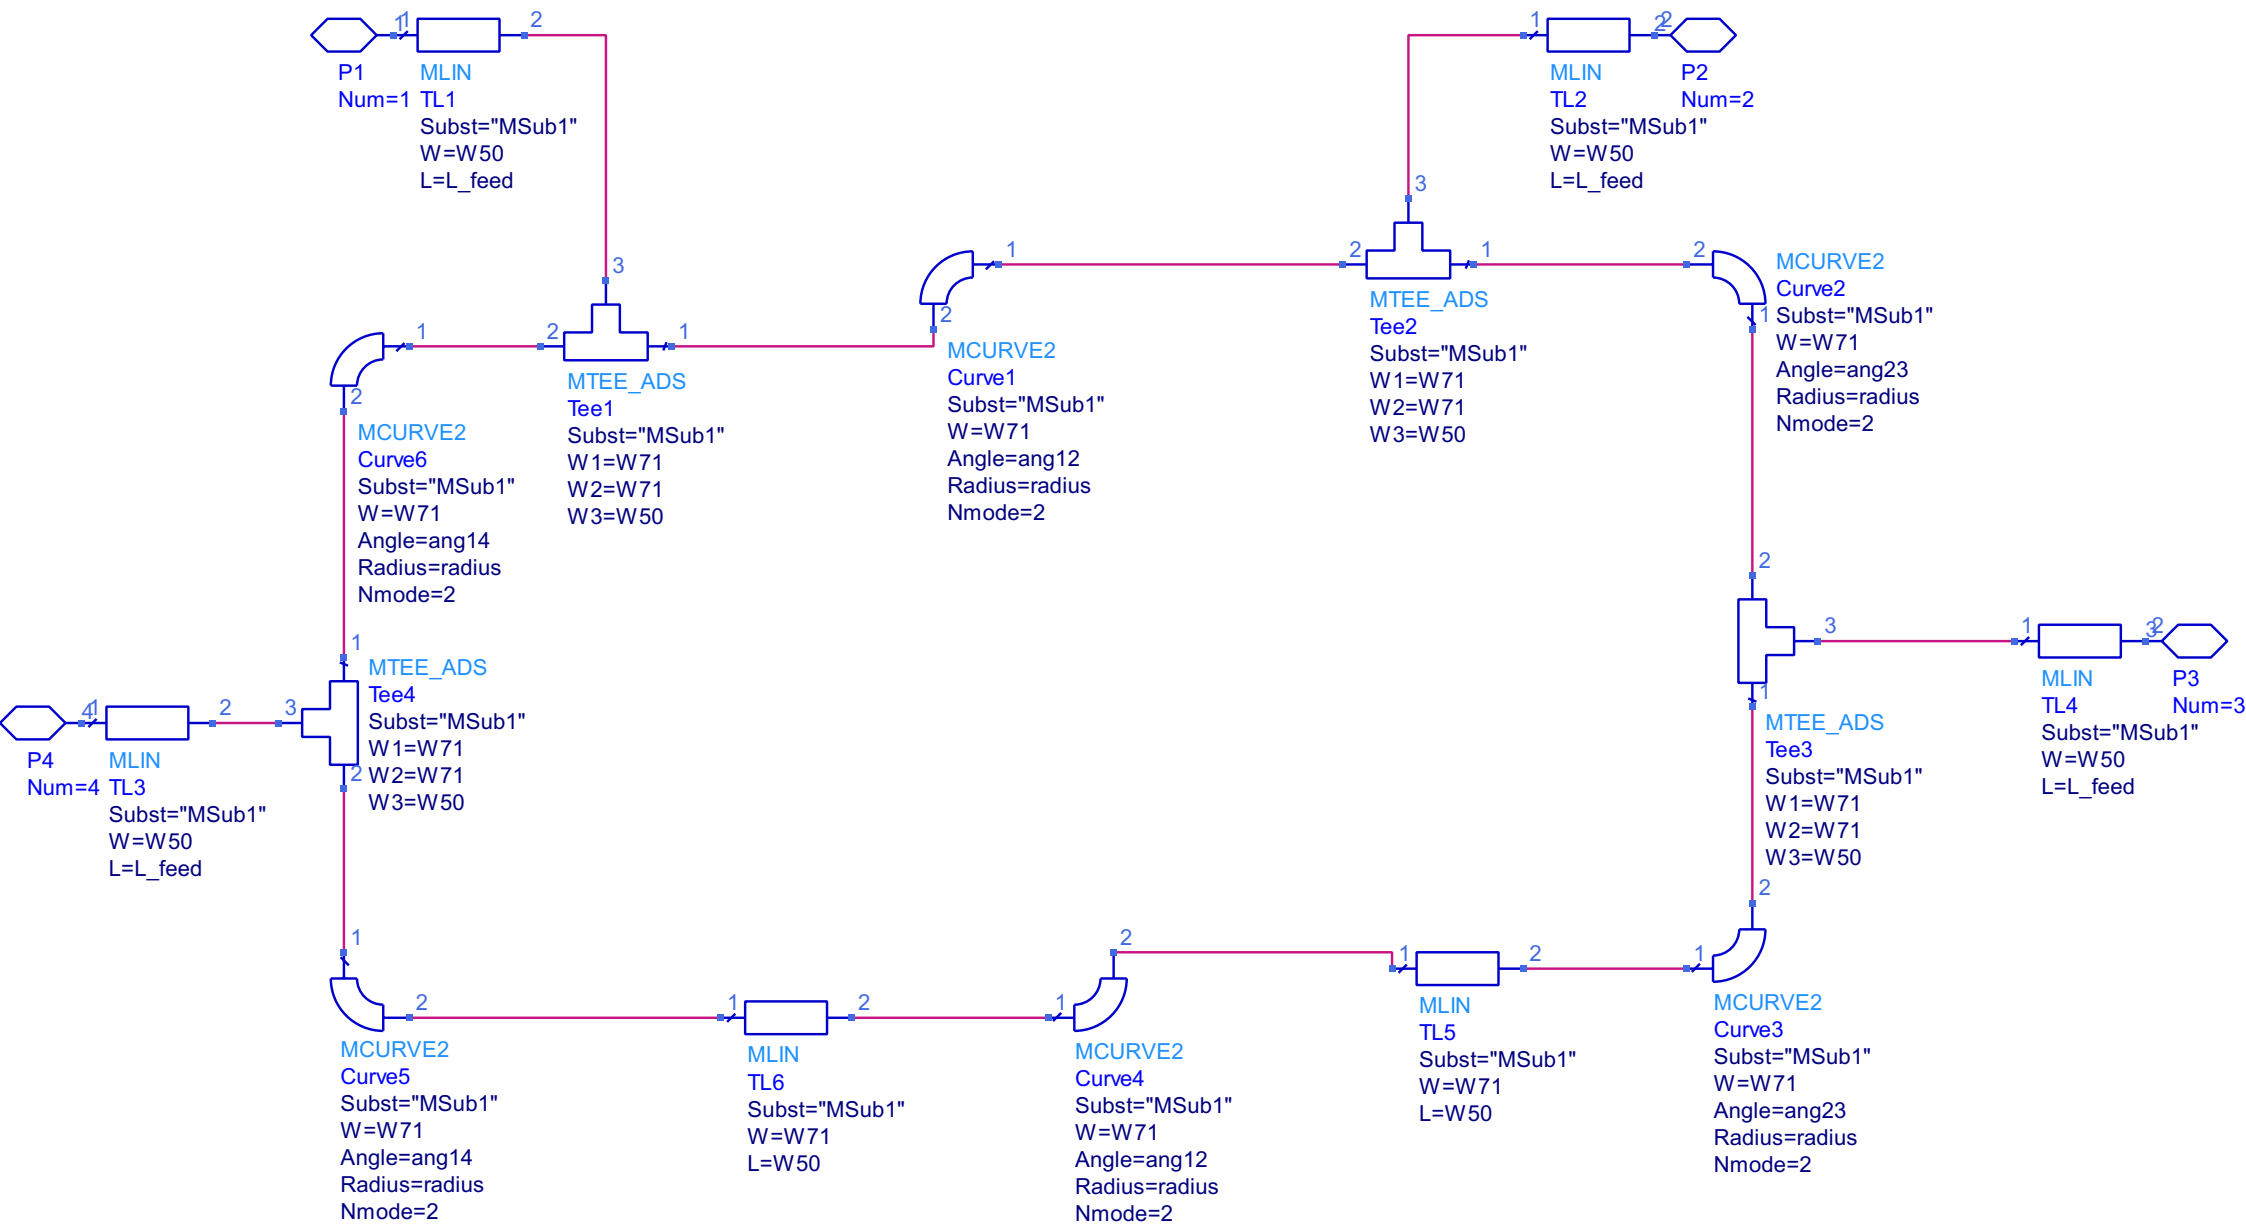 1
1
2
P1
Num=1
MLIN
TL1
Subst="MSub1"
W=W50
L=L_feed
1
2
2
MLIN
TL2
Subst="MSub1"
W=W50
L=L_feed
P2
Num=2
3
2
1
MTEE_ADS
Tee1
Subst="MSub1"
W1=W71
W2=W71
W3=W50
1
2
MCURVE2
Curve6
Subst="MSub1"
W=W71
Angle=ang14
Radius=radius
Nmode=2
1
2
MCURVE2
Curve1
Subst="MSub1"
W=W71
Angle=ang12
Radius=radius
Nmode=2
3
2
1
MTEE_ADS
Tee2
Subst="MSub1"
W1=W71
W2=W71
W3=W50
2
1
MCURVE2
Curve2
Subst="MSub1"
W=W71
Angle=ang23
Radius=radius
Nmode=2
4
1
2
P4
Num=4
MLIN
TL3
Subst="MSub1"
W=W50
L=L_feed
1
3
2
MTEE_ADS
Tee4
Subst="MSub1"
W1=W71
W2=W71
W3=W50
2
3
1
MTEE_ADS
Tee3
Subst="MSub1"
W1=W71
W2=W71
W3=W50
1
3
2
MLIN
TL4
Subst="MSub1"
W=W50
L=L_feed
P3
Num=3
1
2
MCURVE2
Curve5
Subst="MSub1"
W=W71
Angle=ang14
Radius=radius
Nmode=2
1
2
MLIN
TL6
Subst="MSub1"
W=W71
L=W50
2
1
MCURVE2
Curve4
Subst="MSub1"
W=W71
Angle=ang12
Radius=radius
Nmode=2
1
2
MLIN
TL5
Subst="MSub1"
W=W71
L=W50
2
1
MCURVE2
Curve3
Subst="MSub1"
W=W71
Angle=ang23
Radius=radius
Nmode=2